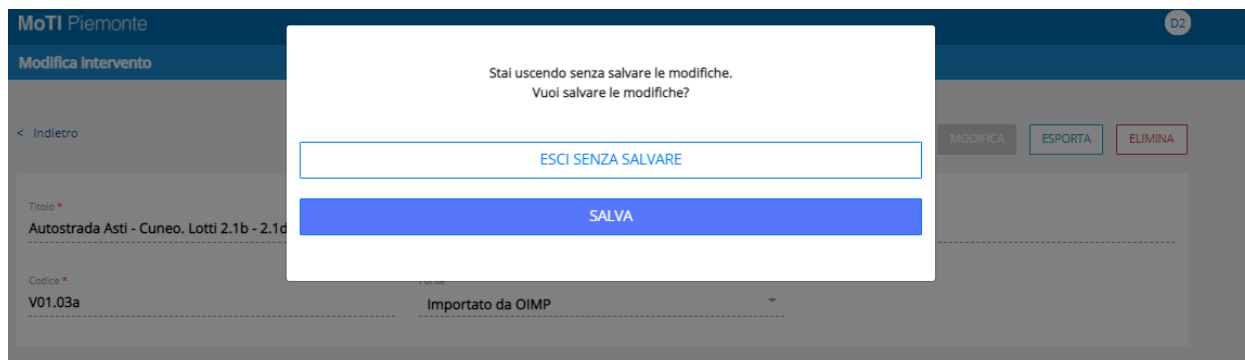 MoTI Piemonte
D2
Modifica intervento
Stai uscendo senza salvare le modifiche.
Vuoi salvare le modifiche?
< Indietro
MODIFICA
ESPORTA
ELIMINA
ESCI SENZA SALVARE
SALVA
Titolo *
Autostrada Asti - Cuneo. Lotti 2.1b - 2.1d
Codice *
Fonte
V01.03a
Importato da OIMP